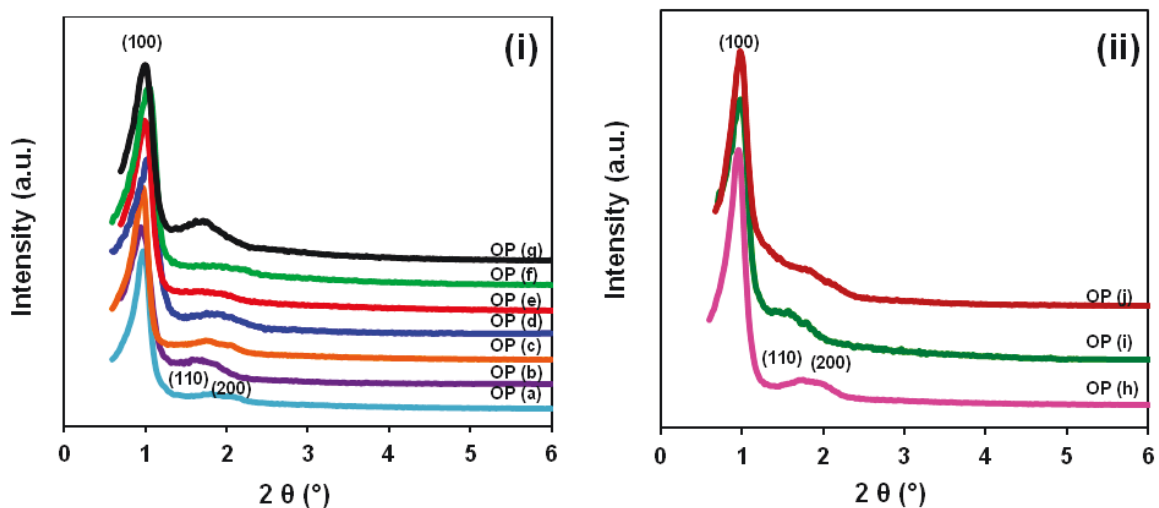 (i)
(100)
Intensity (a.u.)
OP (g)
OP (f)
OP (e)
OP (d)
OP (c)
OP (b)
OP (a)
(110)
(200)
0 1 2 3 4 5 6
2 θ (°)
(ii)
(100)
Intensity (a.u.)
OP (j)
OP (i)
OP (h)
(110)
(200)
0 1 2 3 4 5 6
2 θ (°)